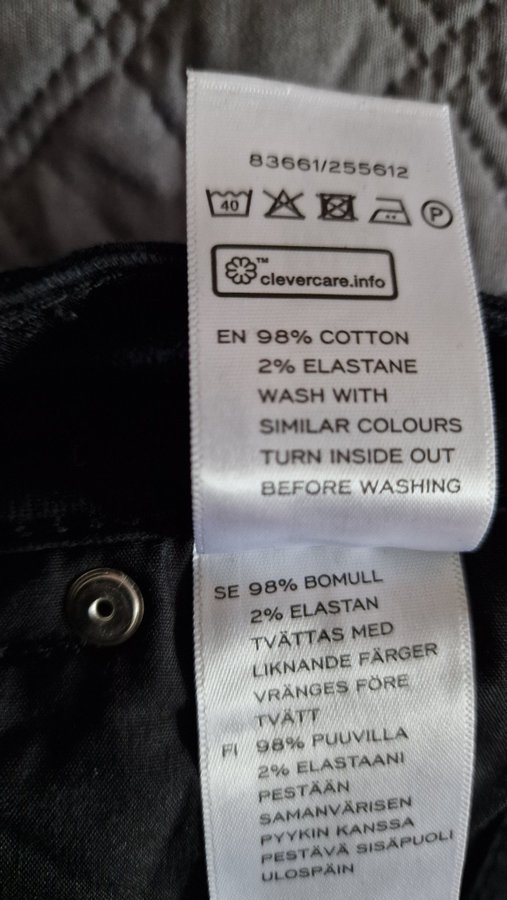 83661/255612
40 P
™ clevercare.info
EN 98% COTTON
2% ELASTANE
WASH WITH
SIMILAR COLOURS
TURN INSIDE OUT
BEFORE WASHING
SE 98% BOMULL
2% ELASTAN
TVÄTTAS MED
LIKNANDE FÄRGER
VRÄNGES FÖRE
TVÄTT
FI 98% PUUVILLA
2% ELASTAANI
PESTÄÄN
SAMANVÄRISEN
PYYKIN KANSSA
PESTÄVÄ SISÄPUOLI
ULOSPÄIN